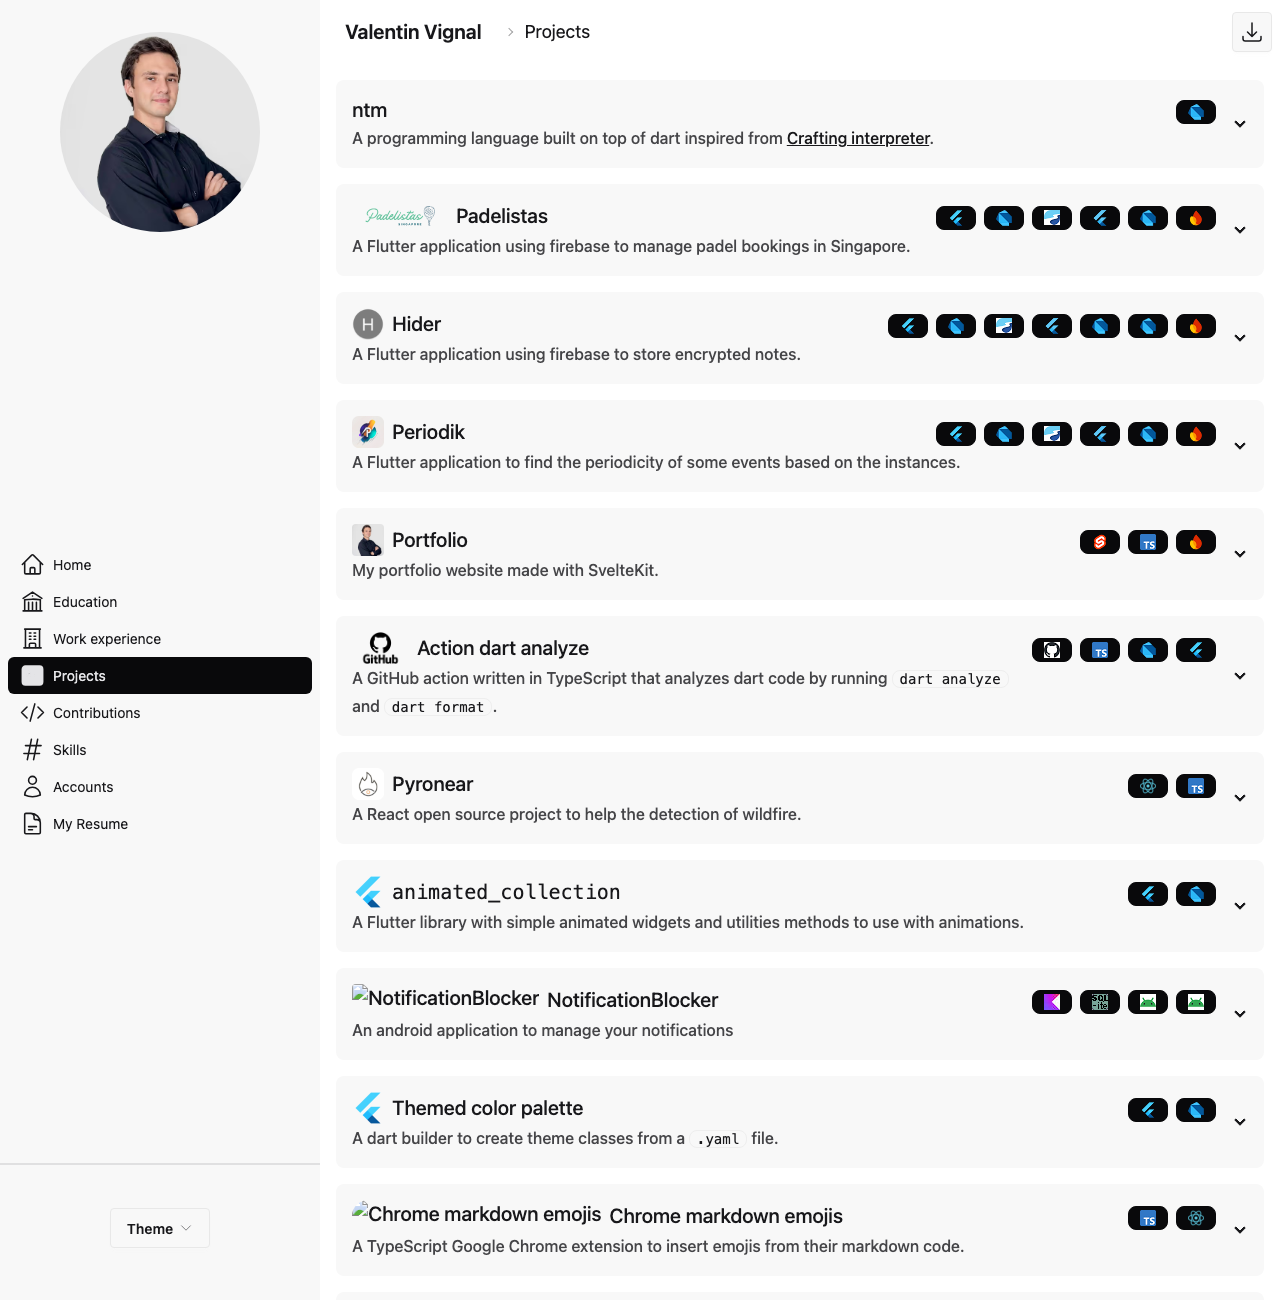 Valentin Vignal
Projects
ntm
A programming language built on top of dart inspired from Crafting interpreter.
Padelistas
SINGAPORE
Padelistas
A Flutter application using firebase to manage padel bookings in Singapore.
H
Hider
A Flutter application using firebase to store encrypted notes.
Periodik
A Flutter application to find the periodicity of some events based on the instances.
Portfolio
TS
My portfolio website made with SvelteKit.
Home
Education
Work experience
Projects
Contributions
Skills
Accounts
My Resume
GitHub
Action dart analyze
TS
A GitHub action written in TypeScript that analyzes dart code by running dart analyze
and dart format .
Pyronear
TS
A React open source project to help the detection of wildfire.
animated_collection
A Flutter library with simple animated widgets and utilities methods to use with animations.
NotificationBlocker NotificationBlocker
An android application to manage your notifications
Themed color palette
A dart builder to create theme classes from a .yaml file.
Theme
Chrome markdown emojis Chrome markdown emojis
TS
A TypeScript Google Chrome extension to insert emojis from their markdown code.